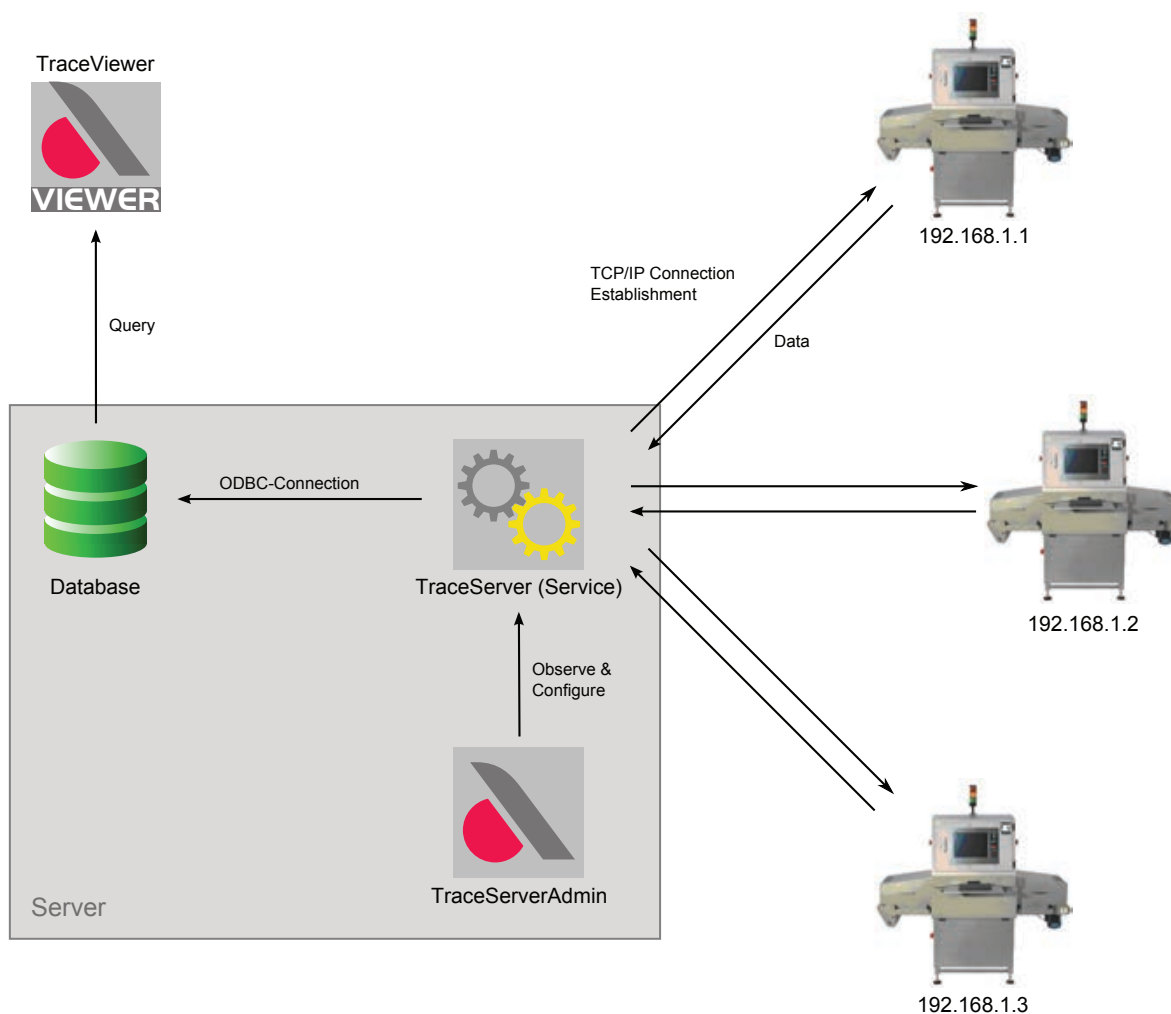 TraceViewer
VIEWER
192.168.1.1
TCP/IP Connection
Establishment
Query
Data
ODBC-Connection
Database
TraceServer (Service)
192.168.1.2
Observe &
Configure
TraceServerAdmin
Server
192.168.1.3